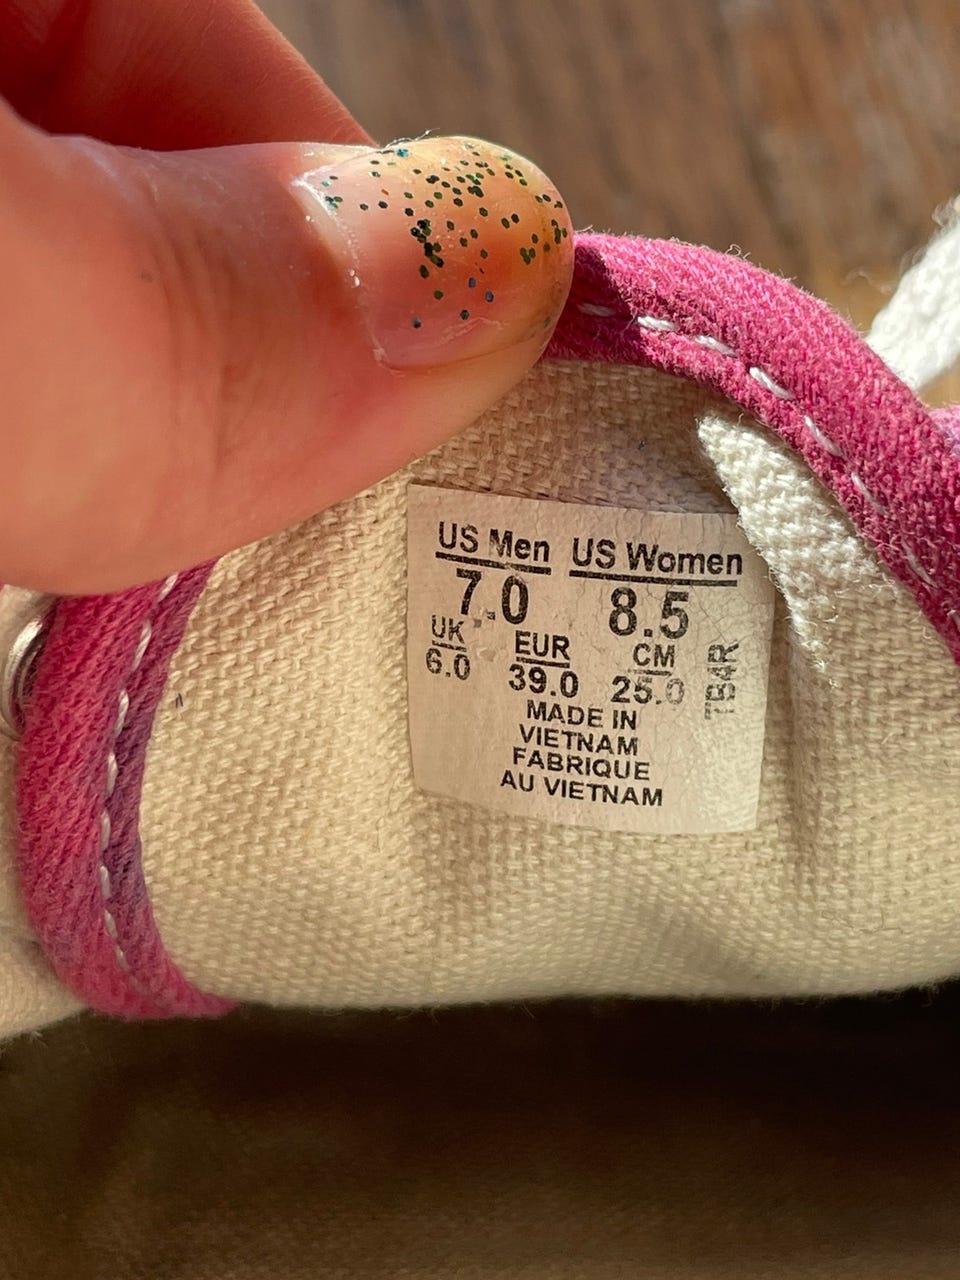 US Men US Women
7.0 8.5
UK EUR CM
6.0 39.0 25.0
TB4R
MADE IN
VIETNAM
FABRIQUE
AU VIETNAM